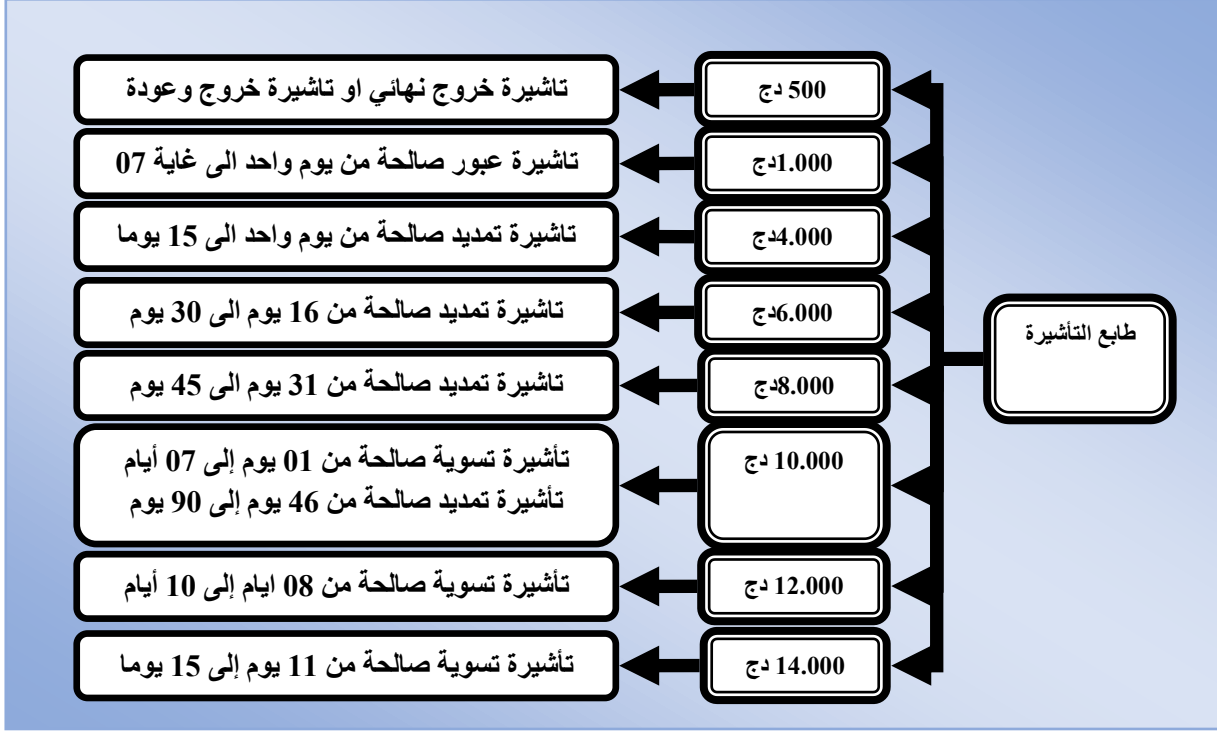 طابع التأشيرة
500 دج
تاشيرة خروج نهائي او تاشيرة خروج وعودة
1.000دج
تاشيرة عبور صالحة من يوم واحد الى غاية 07
4.000دج
تاشيرة تمديد صالحة من يوم واحد الى 15 يوما
6.000دج
تاشيرة تمديد صالحة من 16 يوم الى 30 يوم
8.000دج
تاشيرة تمديد صالحة من 31 يوم الى 45 يوم
10.000 دج
تأشيرة تسوية صالحة من 01 يوم إلى 07 أيام
تأشيرة تمديد صالحة من 46 يوم إلى 90 يوم
12.000 دج
تأشيرة تسوية صالحة من 08 ايام إلى 10 أيام
14.000 دج
تأشيرة تسوية صالحة من 11 يوم إلى 15 يوما